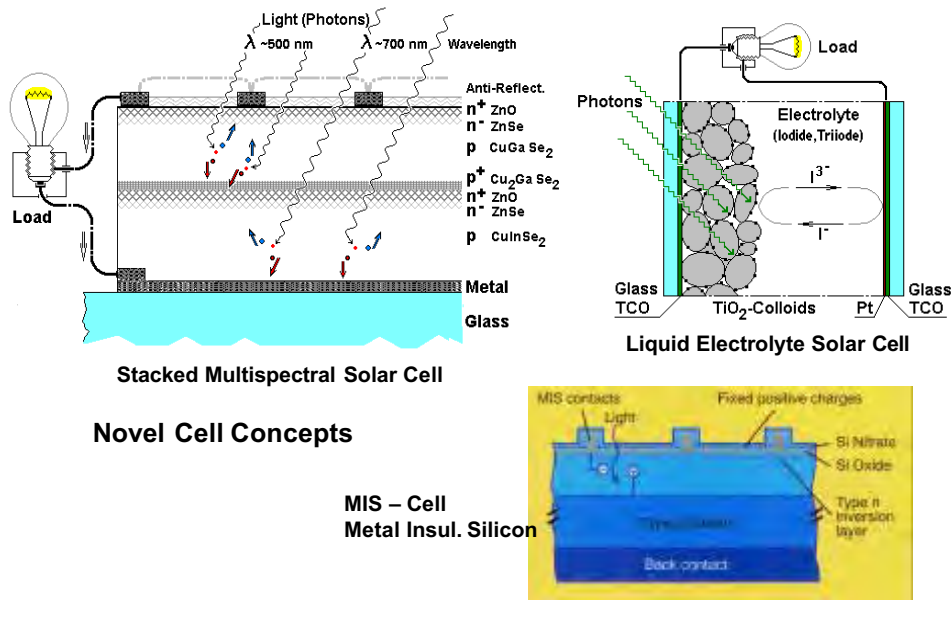 Light (Photons)
λ ~500 nm
λ ~700 nm
Wavelength
Anti-Reflect.
n+ ZnO
n- ZnSe
p CuGa Se2
p+ Cu2Ga Se2
n+ ZnO
n- ZnSe
p CuInSe2
Metal
Glass
Load
Stacked Multispectral Solar Cell
Load
Photons
Electrolyte
(Iodide,Triiode)
I3-
I-
Glass
TCO
TiO2-Colloids
Pt
Glass
TCO
Liquid Electrolyte Solar Cell
Novel Cell Concepts
MIS – Cell
Metal Insul. Silicon
MIS contacts
Light
Fixed positive charges
Si Nitrate
Si Oxide
Type n
inversion
layer
Back contact